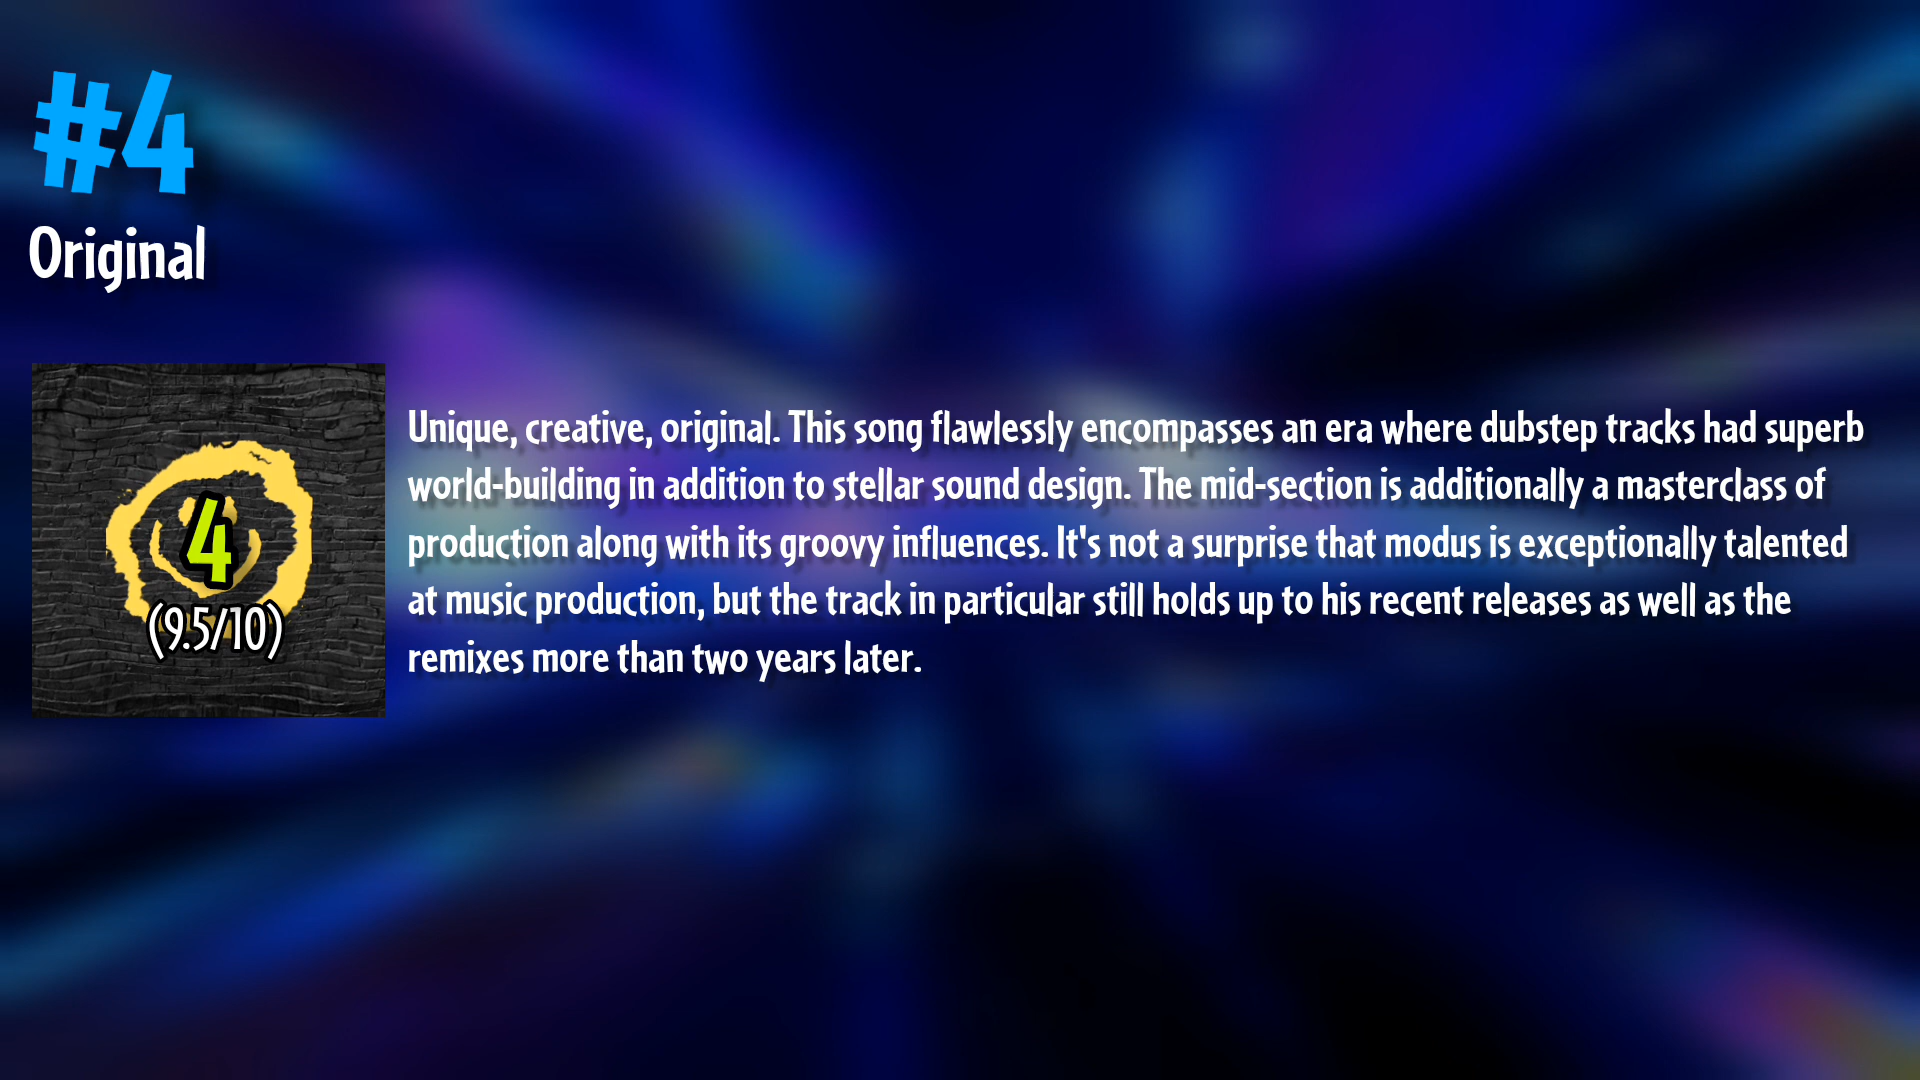 #4
Original
4
(9.5/10)
Unique, creative, original. This song flawlessly encompasses an era where dubstep tracks had superb
world-building in addition to stellar sound design. The mid-section is additionally a masterclass of
production along with its groovy influences. It's not a surprise that modus is exceptionally talented
at music production, but the track in particular still holds up to his recent releases as well as the
remixes more than two years later.